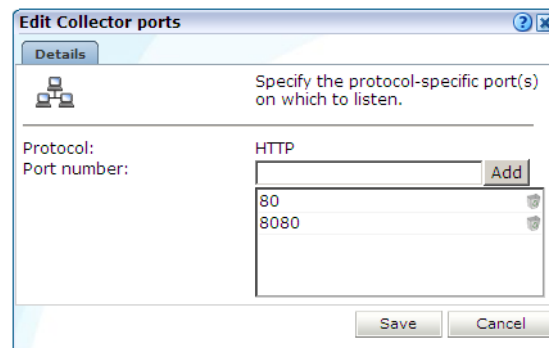 Edit Collector ports
Details
Specify the protocol-specific port(s)
on which to listen.
Protocol: HTTP
Port number:
Add
80
8080
Save Cancel